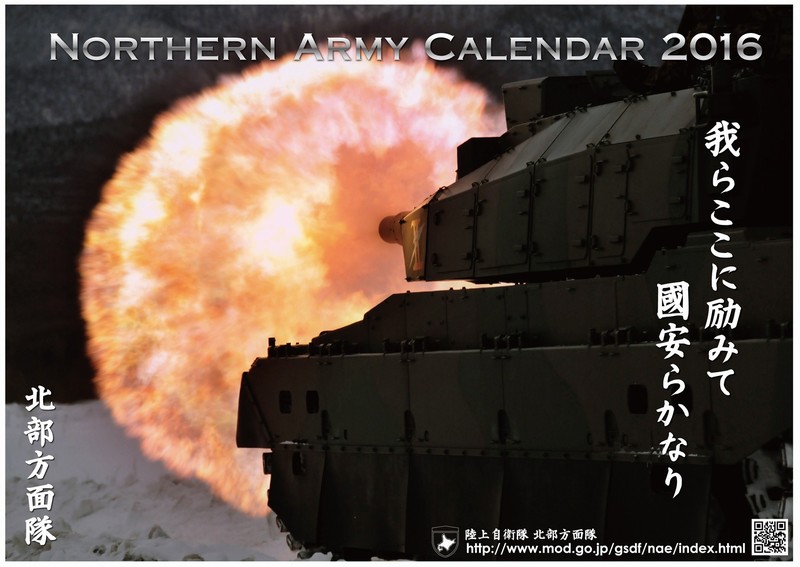 NORTHERN ARMY CALENDAR 2016
我らここに励みて
國安らかなり
北部方面隊
陸上自衛隊 北部方面隊
http://www.mod.go.jp/gsdf/nae/index.html